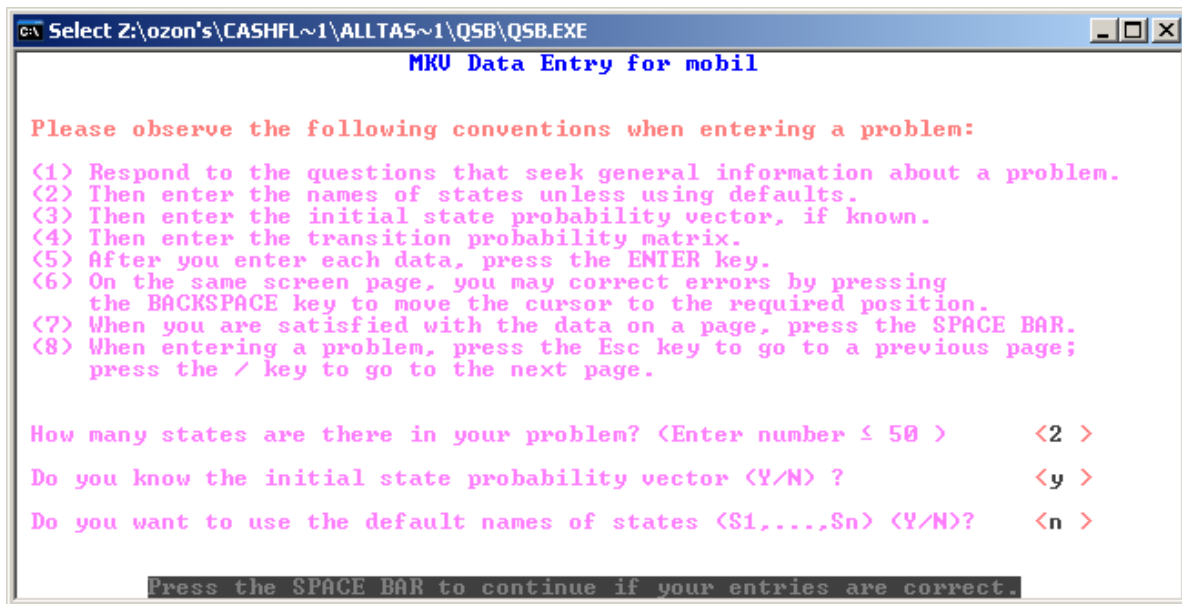 Select Z:\ozon's\CASHFL~1\ALLTAS~1\QSB\QSB.EXE
MKV Data Entry for mobil
Please observe the following conventions when entering a problem:
(1) Respond to the questions that seek general information about a problem.
(2) Then enter the names of states unless using defaults.
(3) Then enter the initial state probability vector, if known.
(4) Then enter the transition probability matrix.
(5) After you enter each data, press the ENTER key.
(6) On the same screen page, you may correct errors by pressing
the BACKSPACE key to move the cursor to the required position.
(7) When you are satisfied with the data on a page, press the SPACE BAR.
(8) When entering a problem, press the Esc key to go to a previous page;
press the / key to go to the next page.
How many states are there in your problem? (Enter number ≤ 50 ) <2 >
Do you know the initial state probability vector (Y/N) ? <y >
Do you want to use the default names of states (S1,...,Sn) (Y/N)? <n >
Press the SPACE BAR to continue if your entries are correct.